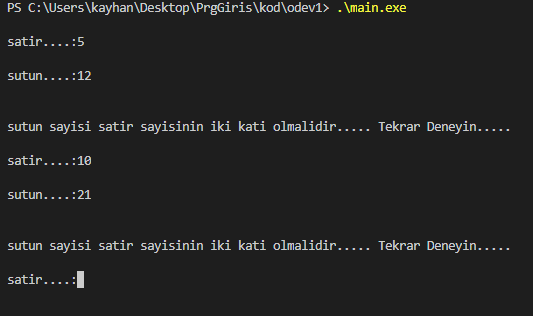 PS C:\Users\kayhan\Desktop\PrgGiris\kod\odev1> .\main.exe
satir....:5
sutun....:12
sutun sayisi satir sayisinin iki kati olmalidir..... Tekrar Deneyin.....
satir....:10
sutun....:21
sutun sayisi satir sayisinin iki kati olmalidir..... Tekrar Deneyin.....
satir....: